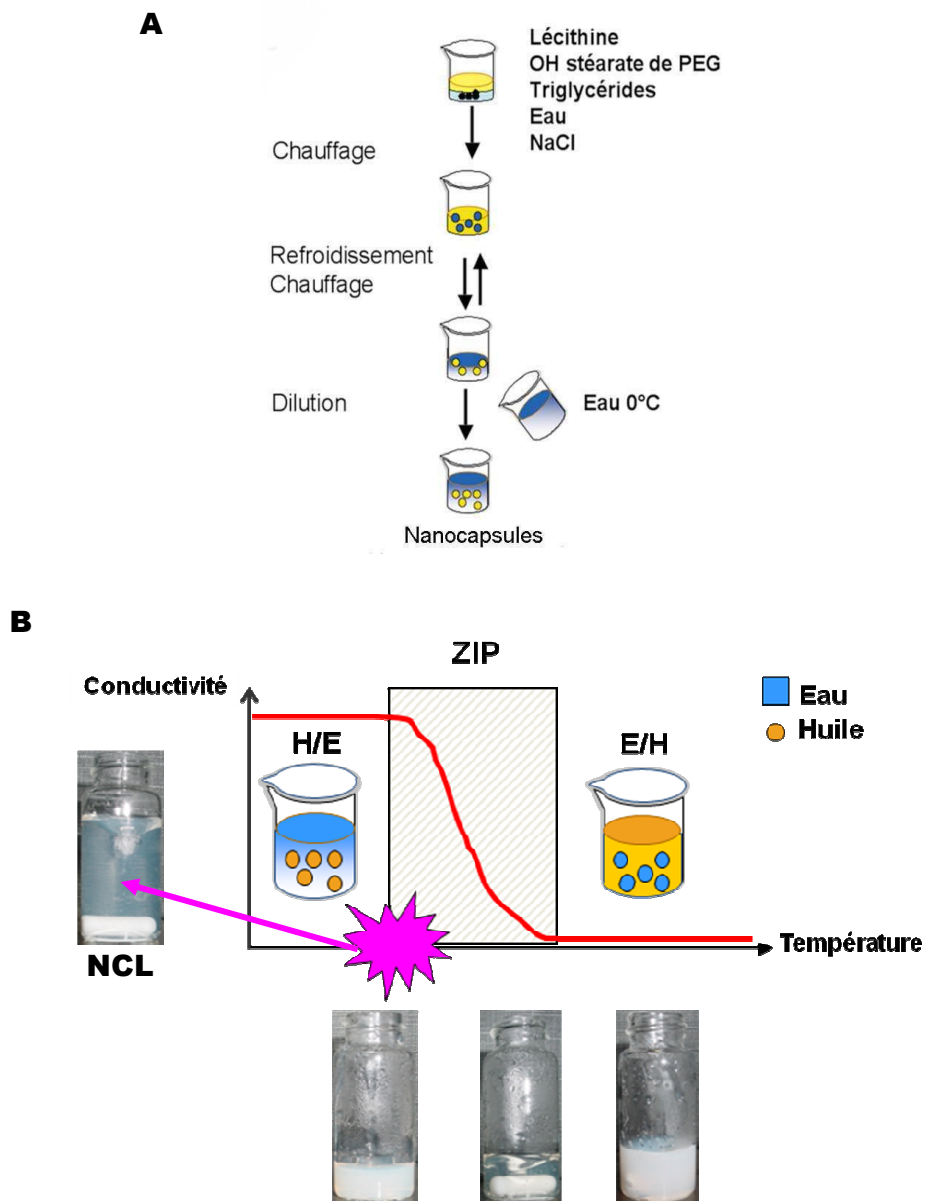 A
Lécithine
OH stéarate de PEG
Triglycérides
Eau
NaCl
Chauffage
Refroidissement
Chauffage
Dilution
Eau 0°C
Nanocapsules
B
ZIP
Conductivité
Eau
Huile
H/E
E/H
Température
NCL